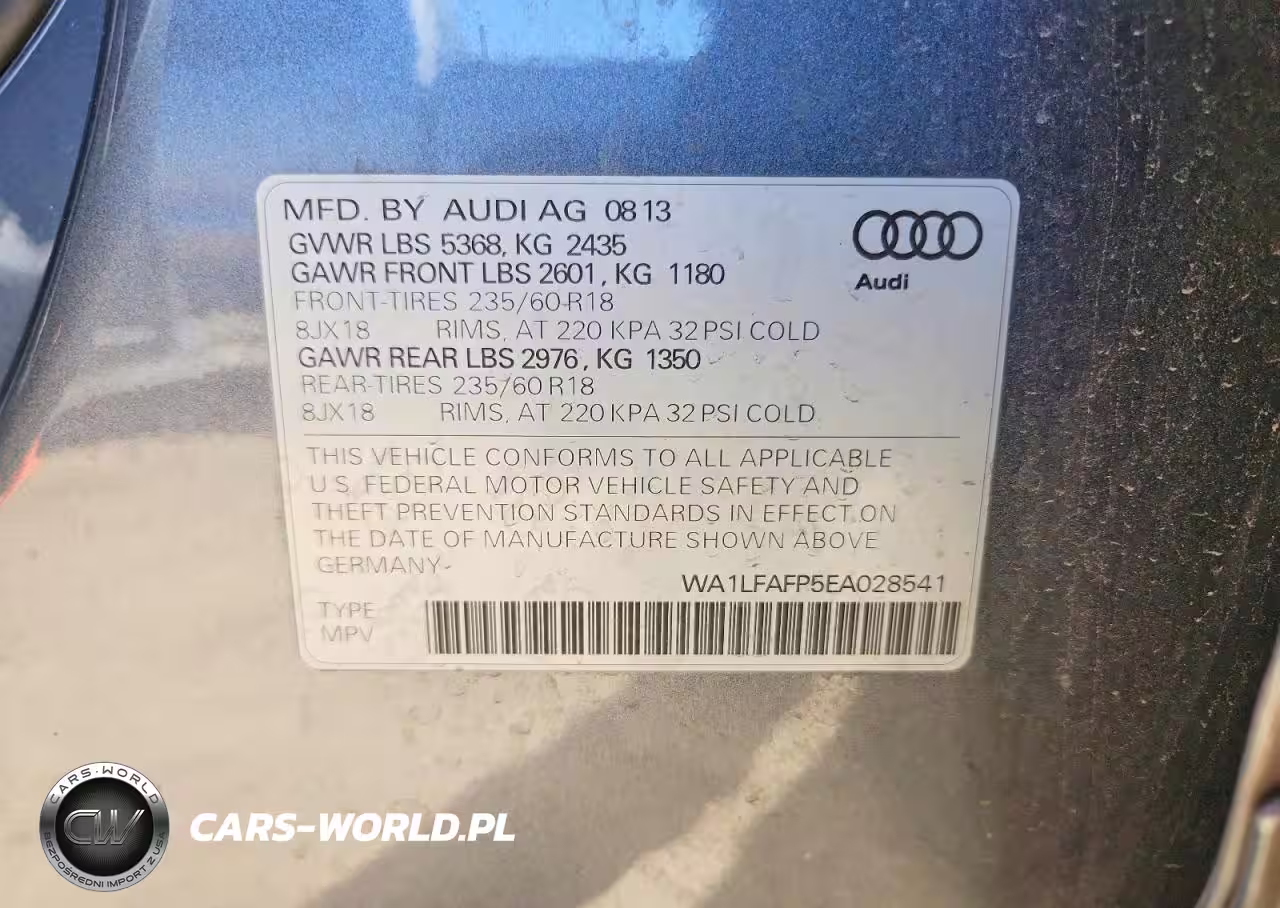 MFD. BY AUDI AG 0813
GVWR LBS 5368, KG 2435
GAWR FRONT LBS 2601, KG 1180
FRONT-TIRES 235/60 R18
8JX18 RIMS, AT 220 KPA 32 PSI COLD
GAWR REAR LBS 2976, KG 1350
REAR-TIRES 235/60 R18
8JX18 RIMS, AT 220 KPA 32 PSI COLD
Audi
THIS VEHICLE CONFORMS TO ALL APPLICABLE
U.S. FEDERAL MOTOR VEHICLE SAFETY AND
THEFT PREVENTION STANDARDS IN EFFECT ON
THE DATE OF MANUFACTURE SHOWN ABOVE
GERMANY
WA1LFAFP5EA028541
TYPE
MPV
CARS-WORLD
CW
BEZPOŚREDNI IMPORT Z USA
CARS-WORLD.PL